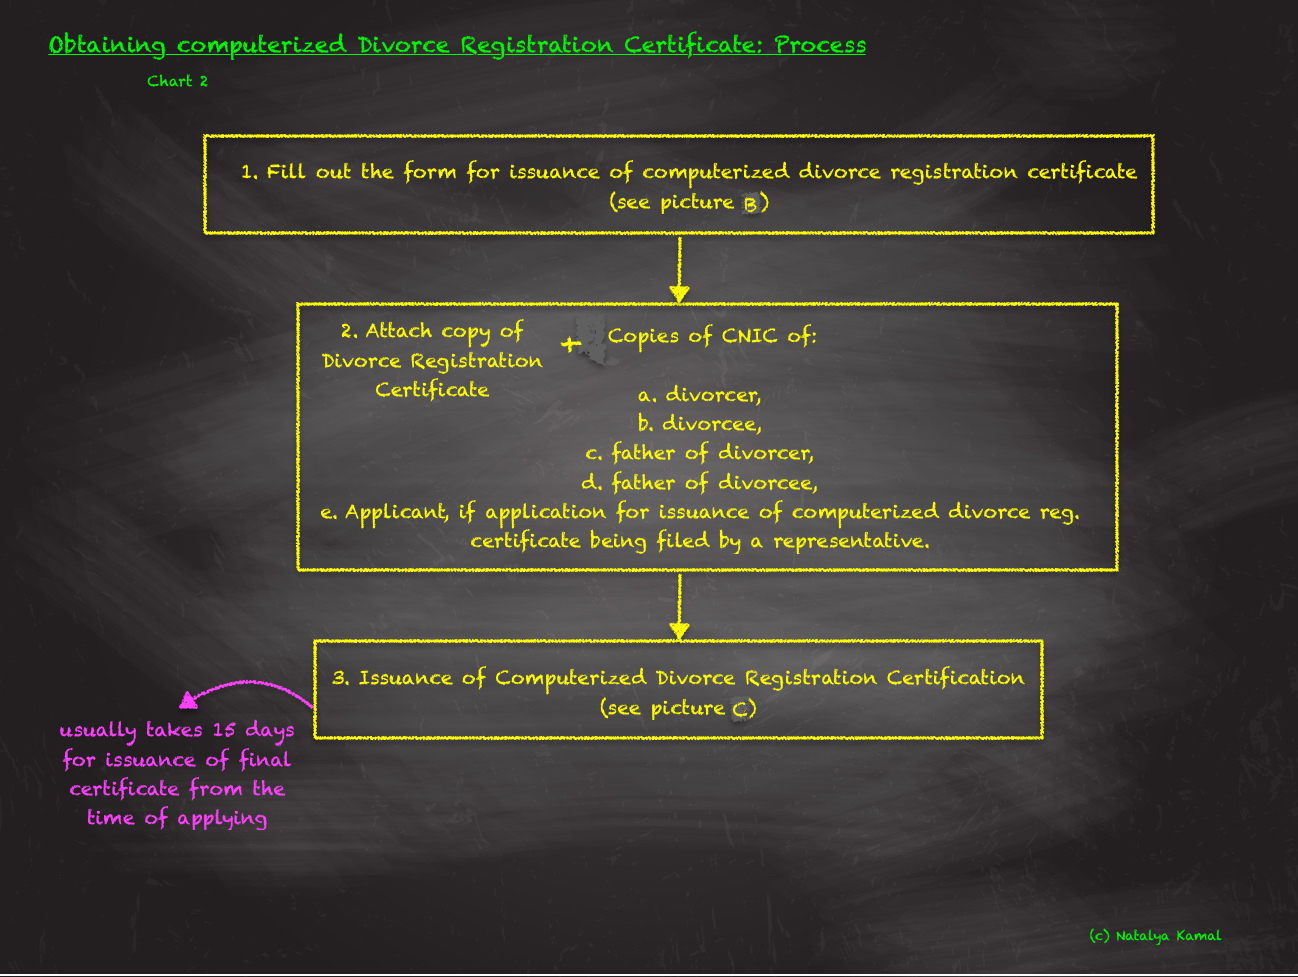 Obtaining computerized Divorce Registration Certificate: Process
Chart 2
1. Fill out the form for issuance of computerized divorce registration certificate
(see picture B)
2. Attach copy of
Divorce Registration
Certificate
+
Copies of CNIC of:
a. divorcer,
b. divorcee,
c. father of divorcer,
d. father of divorcee,
e. Applicant, if application for issuance of computerized divorce reg.
certificate being filed by a representative.
3. Issuance of Computerized Divorce Registration Certification
(see picture C)
usually takes 15 days
for issuance of final
certificate from the
time of applying
(c) Natalya Kamal